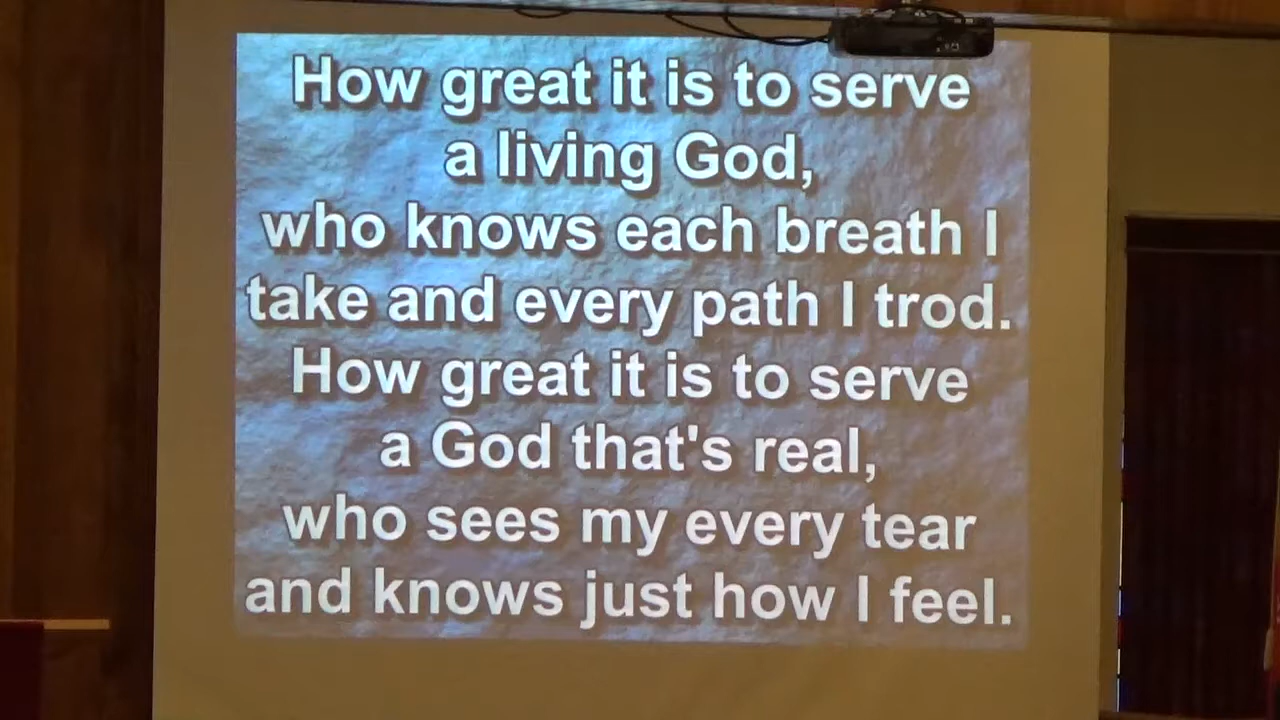 How great it is to serve
a living God,
who knows each breath I
take and every path I trod.
How great it is to serve
a God that's real,
who sees my every tear
and knows just how I feel.